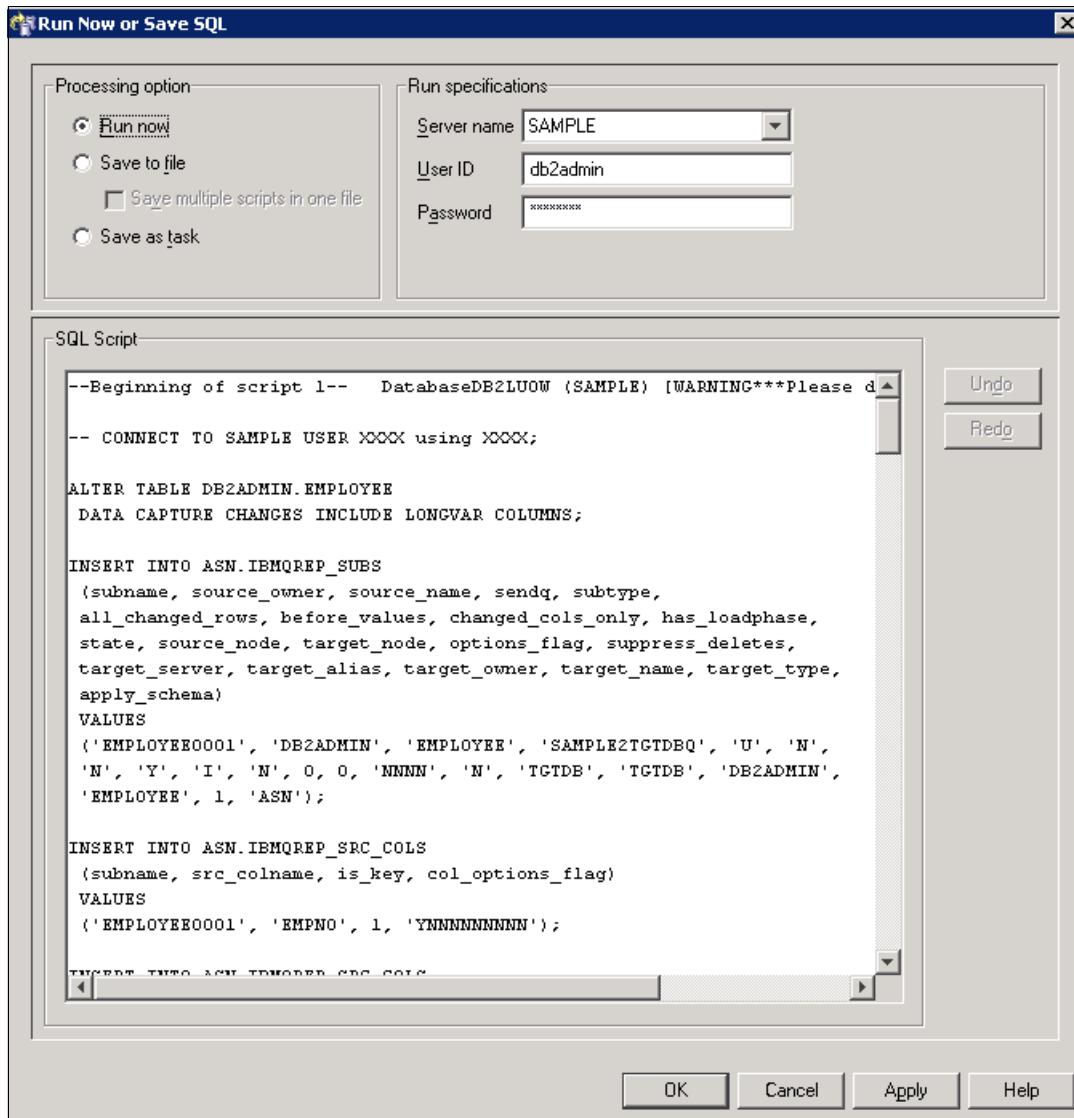 Run Now or Save SQL
Processing option
Run now
Save to file
Save multiple scripts in one file
Save as task
Run specifications
Server name SAMPLE
User ID db2admin
Password ********
SQL Script
--Beginning of script 1-- DatabaseDB2LUOW (SAMPLE) [WARNING***Please d
-- CONNECT TO SAMPLE USER XXXX using XXXX;
ALTER TABLE DB2ADMIN.EMPLOYEE
DATA CAPTURE CHANGES INCLUDE LONGVAR COLUMNS;
INSERT INTO ASN.IBMQREP_SUBS
(subname, source_owner, source_name, sendq, subtype,
all_changed_rows, before_values, changed_cols_only, has_loadphase,
state, source_node, target_node, options_flag, suppress_deletes,
target_server, target_alias, target_owner, target_name, target_type,
apply_schema)
VALUES
('EMPLOYEE0001', 'DB2ADMIN', 'EMPLOYEE', 'SAMPLE2TGTDBQ', 'U', 'N',
'N', 'Y', 'I', 'N', 0, 0, 'NNNN', 'N', 'TGTDB', 'TGTDB', 'DB2ADMIN',
'EMPLOYEE', 1, 'ASN');
INSERT INTO ASN.IBMQREP_SRC_COLS
(subname, src_colname, is_key, col_options_flag)
VALUES
('EMPLOYEE0001', 'EMPNO', 1, 'YNNNNNNNNN');
INSERT INTO ASN.IBMQREP_SRC_COLS
Undo
Redo
OK
Cancel
Apply
Help